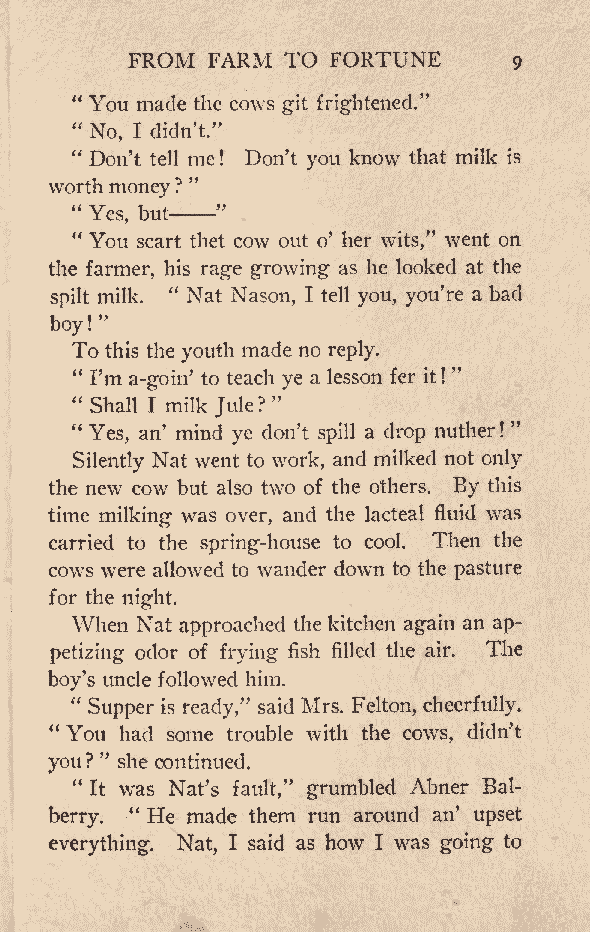 FROM FARM TO FORTUNE 9
“ You made the cows git frightened.”
“ No, I didn’t.”
“ Don’t tell me! Don’t you know that milk is
worth money? ”
“ Yes, but——”
“ You scart thet cow out o’ her wits,” went on
the farmer, his rage growing as he looked at the
spilt milk. “ Nat Nason, I tell you, you’re a bad
boy! ”
To this the youth made no reply.
“ I’m a-goin’ to teach ye a lesson fer it! ”
“ Shall I milk Jule? ”
“ Yes, an’ mind ye don’t spill a drop nuther! ”
Silently Nat went to work, and milked not only
the new cow but also two of the others. By this
time milking was over, and the lacteal fluid was
carried to the spring-house to cool. Then the
cows were allowed to wander down to the pasture
for the night.
When Nat approached the kitchen again an ap-
petizing odor of frying fish filled the air. The
boy’s uncle followed him.
“ Supper is ready,” said Mrs. Felton, cheerfully.
“ You had some trouble with the cows, didn’t
you? ” she continued.
“ It was Nat’s fault,” grumbled Abner Bal-
berry. “ He made them run around an’ upset
everything. Nat, I said as how I was going to